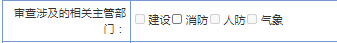 审查涉及的相关主管部
门：
建设 消防 人防 气象